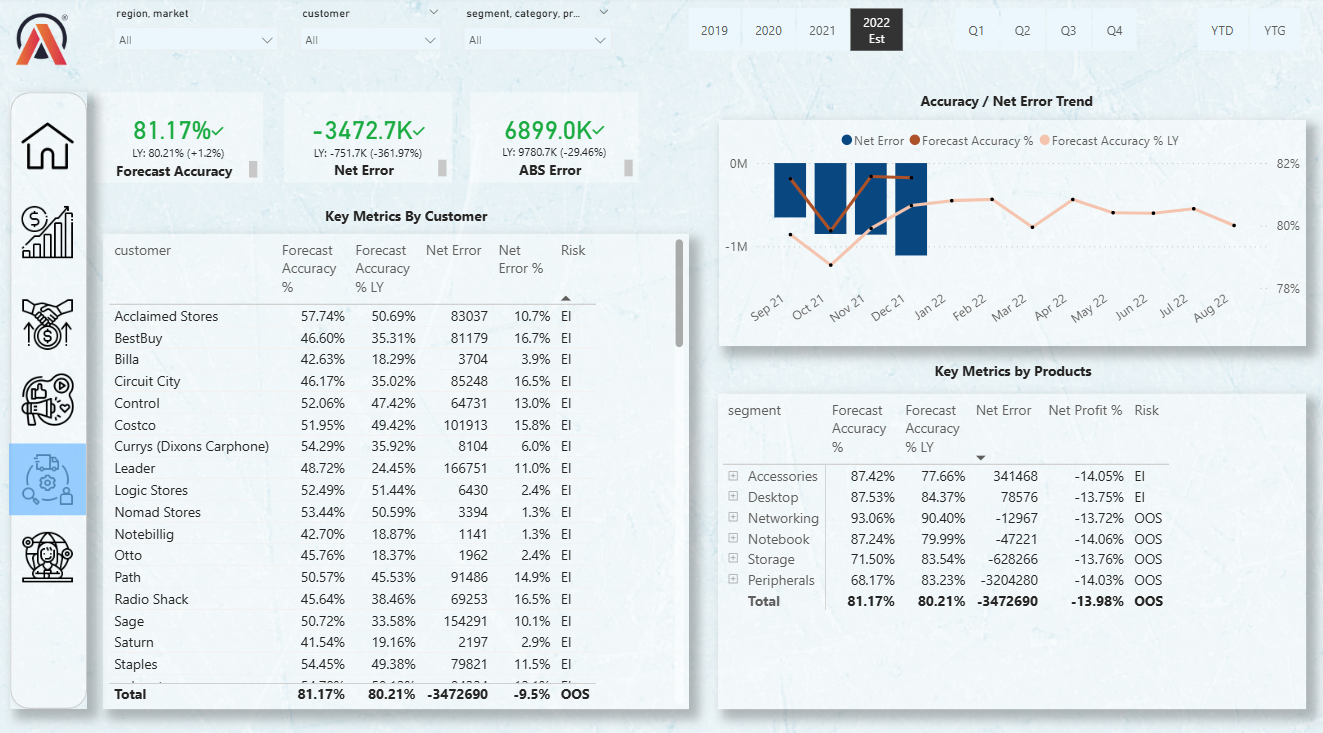 region, market
customer
segment, category, pr...
All
All
All
2019
2020
2021
2022
Est
Q1
Q2
Q3
Q4
YTD
YTG
81.17%
LY: 80.21% (+1.2%)
Forecast Accuracy
-3472.7K
LY: -751.7K (-361.97%)
Net Error
6899.0K
LY: 9780.7K (-29.46%)
ABS Error
Key Metrics By Customer
customer Forecast Accuracy % Forecast Accuracy % LY Net Error Net Error % Risk
Acclaimed Stores 57.74% 50.69% 83037 10.7% EI
BestBuy 46.60% 35.31% 81179 16.7% EI
Billa 42.63% 18.29% 3704 3.9% EI
Circuit City 46.17% 35.02% 85248 16.5% EI
Control 52.06% 47.42% 64731 13.0% EI
Costco 51.95% 49.42% 101913 15.8% EI
Currys (Dixons Carphone) 54.29% 35.92% 8104 6.0% EI
Leader 48.72% 24.45% 166751 11.0% EI
Logic Stores 52.49% 51.44% 6430 2.4% EI
Nomad Stores 53.44% 50.59% 3394 1.3% EI
Notebillig 42.70% 18.87% 1141 1.3% EI
Otto 45.76% 18.37% 1962 2.4% EI
Path 50.57% 45.53% 91486 14.9% EI
Radio Shack 45.64% 38.46% 69253 16.5% EI
Sage 50.72% 33.58% 154291 10.1% EI
Saturn 41.54% 19.16% 2197 2.9% EI
Staples 54.45% 49.38% 79821 11.5% EI
Total 81.17% 80.21% -3472690 -9.5% OOS
Accuracy / Net Error Trend
Net Error Forecast Accuracy % Forecast Accuracy % LY
0M
-1M
82%
80%
78%
Sep 21
Oct 21
Nov 21
Dec 21
Jan 22
Feb 22
Mar 22
Apr 22
May 22
Jun 22
Jul 22
Aug 22
Key Metrics by Products
segment Forecast Accuracy % Forecast Accuracy % LY Net Error Net Profit % Risk
Accessories 87.42% 77.66% 341468 -14.05% EI
Desktop 87.53% 84.37% 78576 -13.75% EI
Networking 93.06% 90.40% -12967 -13.72% OOS
Notebook 87.24% 79.99% -47221 -14.06% OOS
Storage 71.50% 83.54% -628266 -13.76% OOS
Peripherals 68.17% 83.23% -3204280 -14.03% OOS
Total 81.17% 80.21% -3472690 -13.98% OOS